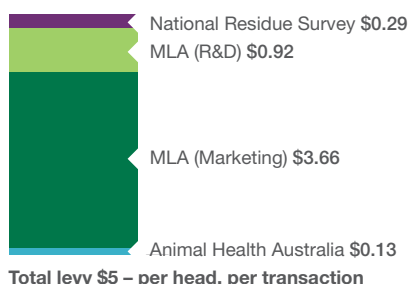 National Residue Survey $0.29
MLA (R&D) $0.92
MLA (Marketing) $3.66
Animal Health Australia $0.13
Total levy $5 – per head, per transaction